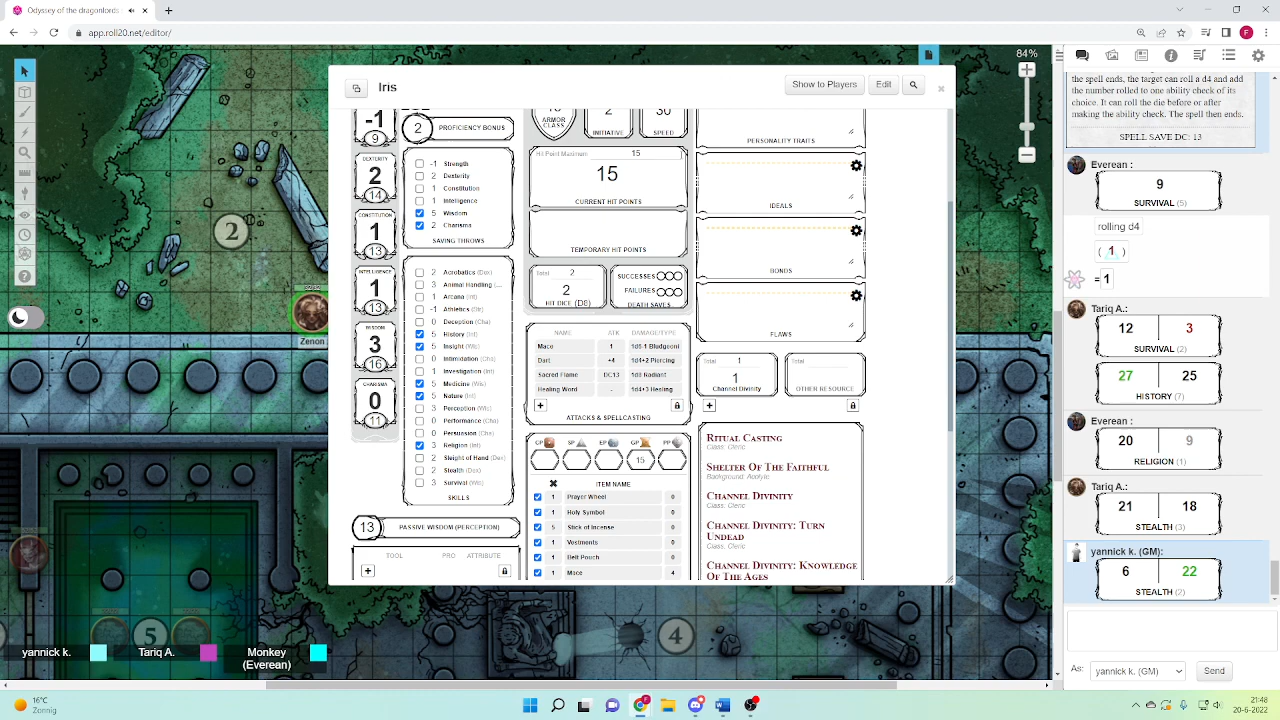 Odyssey of the dragonlords
app.roll20.net/editor/
84%
Iris
Show to Players
Edit
-1
9
DEXTERITY
2
14
CONSTITUTION
1
13
INTELLIGENCE
1
13
WISDOM
3
16
CHARISMA
0
11
2 PROFICIENCY BONUS
-1 Strength
2 Dexterity
1 Constitution
1 Intelligence
5 Wisdom
2 Charisma
SAVING THROWS
2 Acrobatics (Dex)
3 Animal Handling (...
1 Arcana (Int)
-1 Athletics (Str)
0 Deception (Cha)
5 History (Int)
5 Insight (Wis)
0 Intimidation (Cha)
1 Investigation (Int)
5 Medicine (Wis)
5 Nature (Int)
3 Perception (Wis)
0 Performance (Cha)
0 Persuasion (Cha)
3 Religion (Int)
2 Sleight of Hand (Dex)
2 Stealth (Dex)
3 Survival (Wis)
SKILLS
13 PASSIVE WISDOM (PERCEPTION)
TOOL PRO ATTRIBUTE
ARMOR CLASS
2 INITIATIVE
30 SPEED
Hit Point Maximum 15
15
CURRENT HIT POINTS
TEMPORARY HIT POINTS
Total 2
2
HIT DICE (D8)
SUCCESSES
FAILURES
DEATH SAVES
NAME ATK DAMAGE/TYPE
Mace 1 1d6-1 Bludgeoni
Dart +4 1d4+2 Piercing
Sacred Flame DC13 1d8 Radiant
Healing Word - 1d4+3 Healing
ATTACKS & SPELLCASTING
GP SP EP GP PP
15
ITEM NAME
1 Prayer Wheel 0
1 Holy Symbol 0
5 Stick of Incense 0
1 Vestments 0
1 Belt Pouch 0
1 Mace 4
PERSONALITY TRAITS
IDEALS
BONDS
FLAWS
Total 1
1
Channel Divinity
Total
OTHER RESOURCE
RITUAL CASTING
Class: Cleric
SHELTER OF THE FAITHFUL
Background: Acolyte
CHANNEL DIVINITY
Class: Cleric
CHANNEL DIVINITY: TURN
UNDEAD
Class: Cleric
CHANNEL DIVINITY: KNOWLEDGE
OF THE AGES
the spell ends, the target can roll a d4 and add
the number rolled to one ability check of its
choice. It can roll the die before or after
making the ability check. The spell then ends.
SPELL SAVE DC: 13
Everean :
9
SURVIVAL (5)
rolling d4
( 1 )
=1
Tariq A.:
12 3
SURVIVAL (2)
27 25
HISTORY (7)
Everean :
20 9
RELIGION (1)
Tariq A.:
21 18
STEALTH (3)
yannick k. (GM):
6 22
STEALTH (2)
As: yannick k. (GM) Send
2
Zenon
5
4
yannick k.
Tariq A.
Monkey
(Everean)
16°C
Zonnig
21:48
20-6-2022